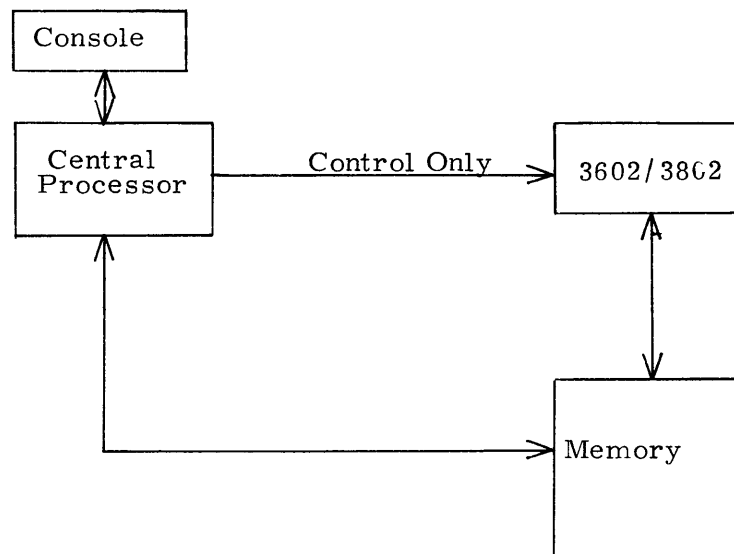 Console
Central
Processor
Control Only
3602/3802
Memory